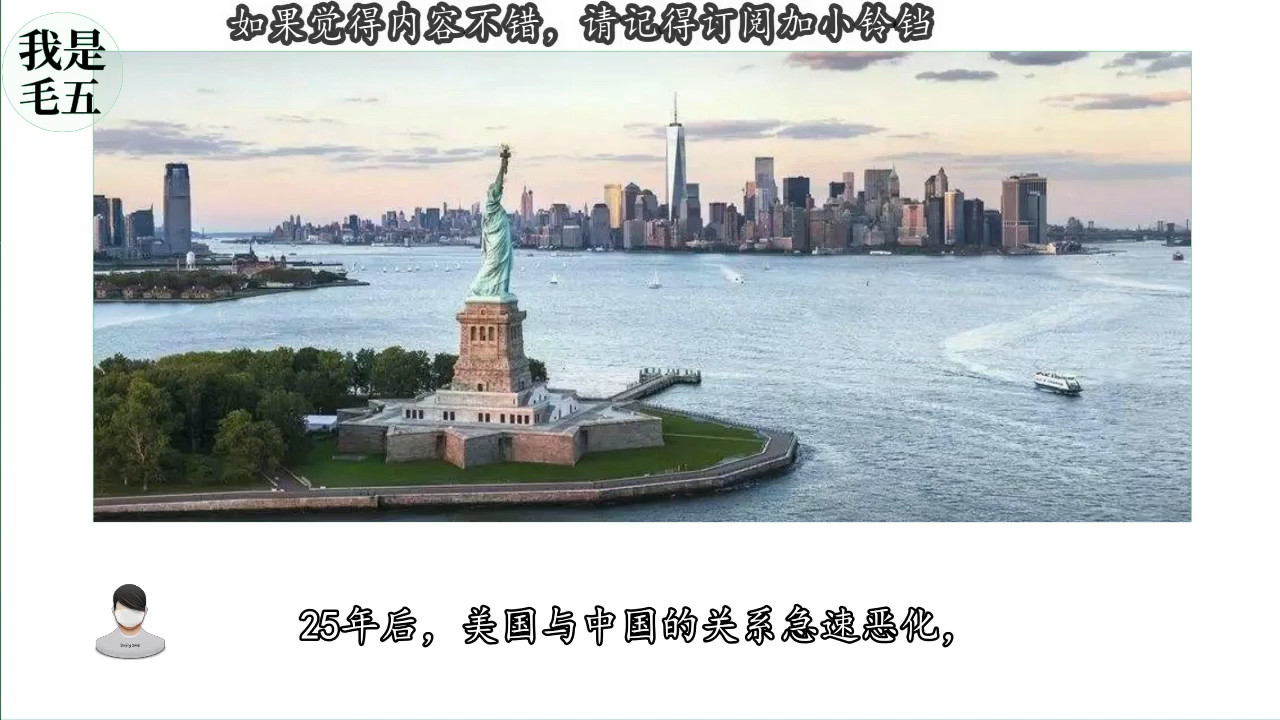 如果觉得内容不错，请记得订阅加小铃铛
我是
毛五
25年后，美国与中国的关系急速恶化，